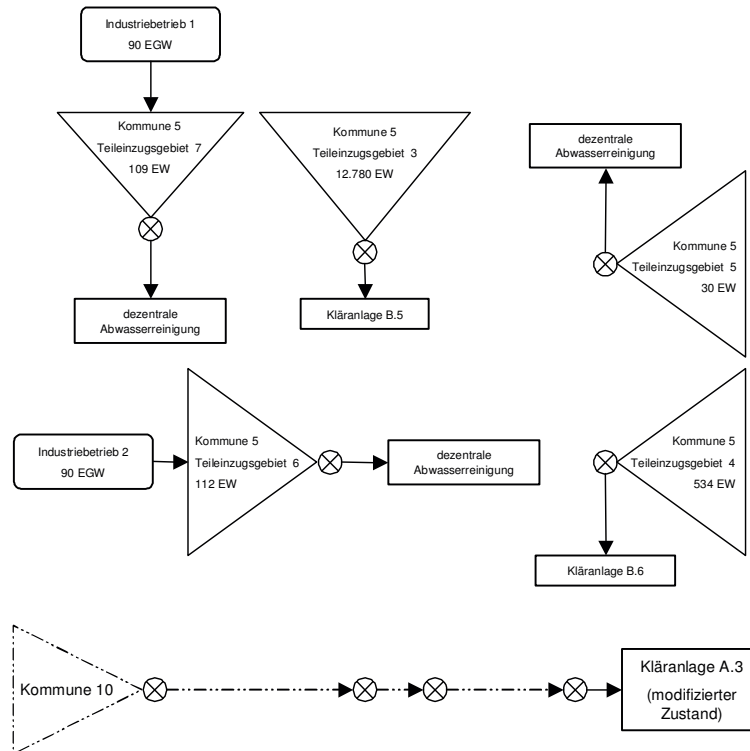 Industriebetrieb 1
90 EGW
Kommune 5
Teileinzugsgebiet 7
109 EW
dezentrale
Abwasserreinigung
Kommune 5
Teileinzugsgebiet 3
12.780 EW
Kläranlage B.5
dezentrale
Abwasserreinigung
Kommune 5
Teileinzugsgebiet 5
30 EW
Industriebetrieb 2
90 EGW
Kommune 5
Teileinzugsgebiet 6
112 EW
dezentrale
Abwasserreinigung
Kommune 5
Teileinzugsgebiet 4
534 EW
Kläranlage B.6
Kommune 10
Kläranlage A.3
(modifizierter
Zustand)